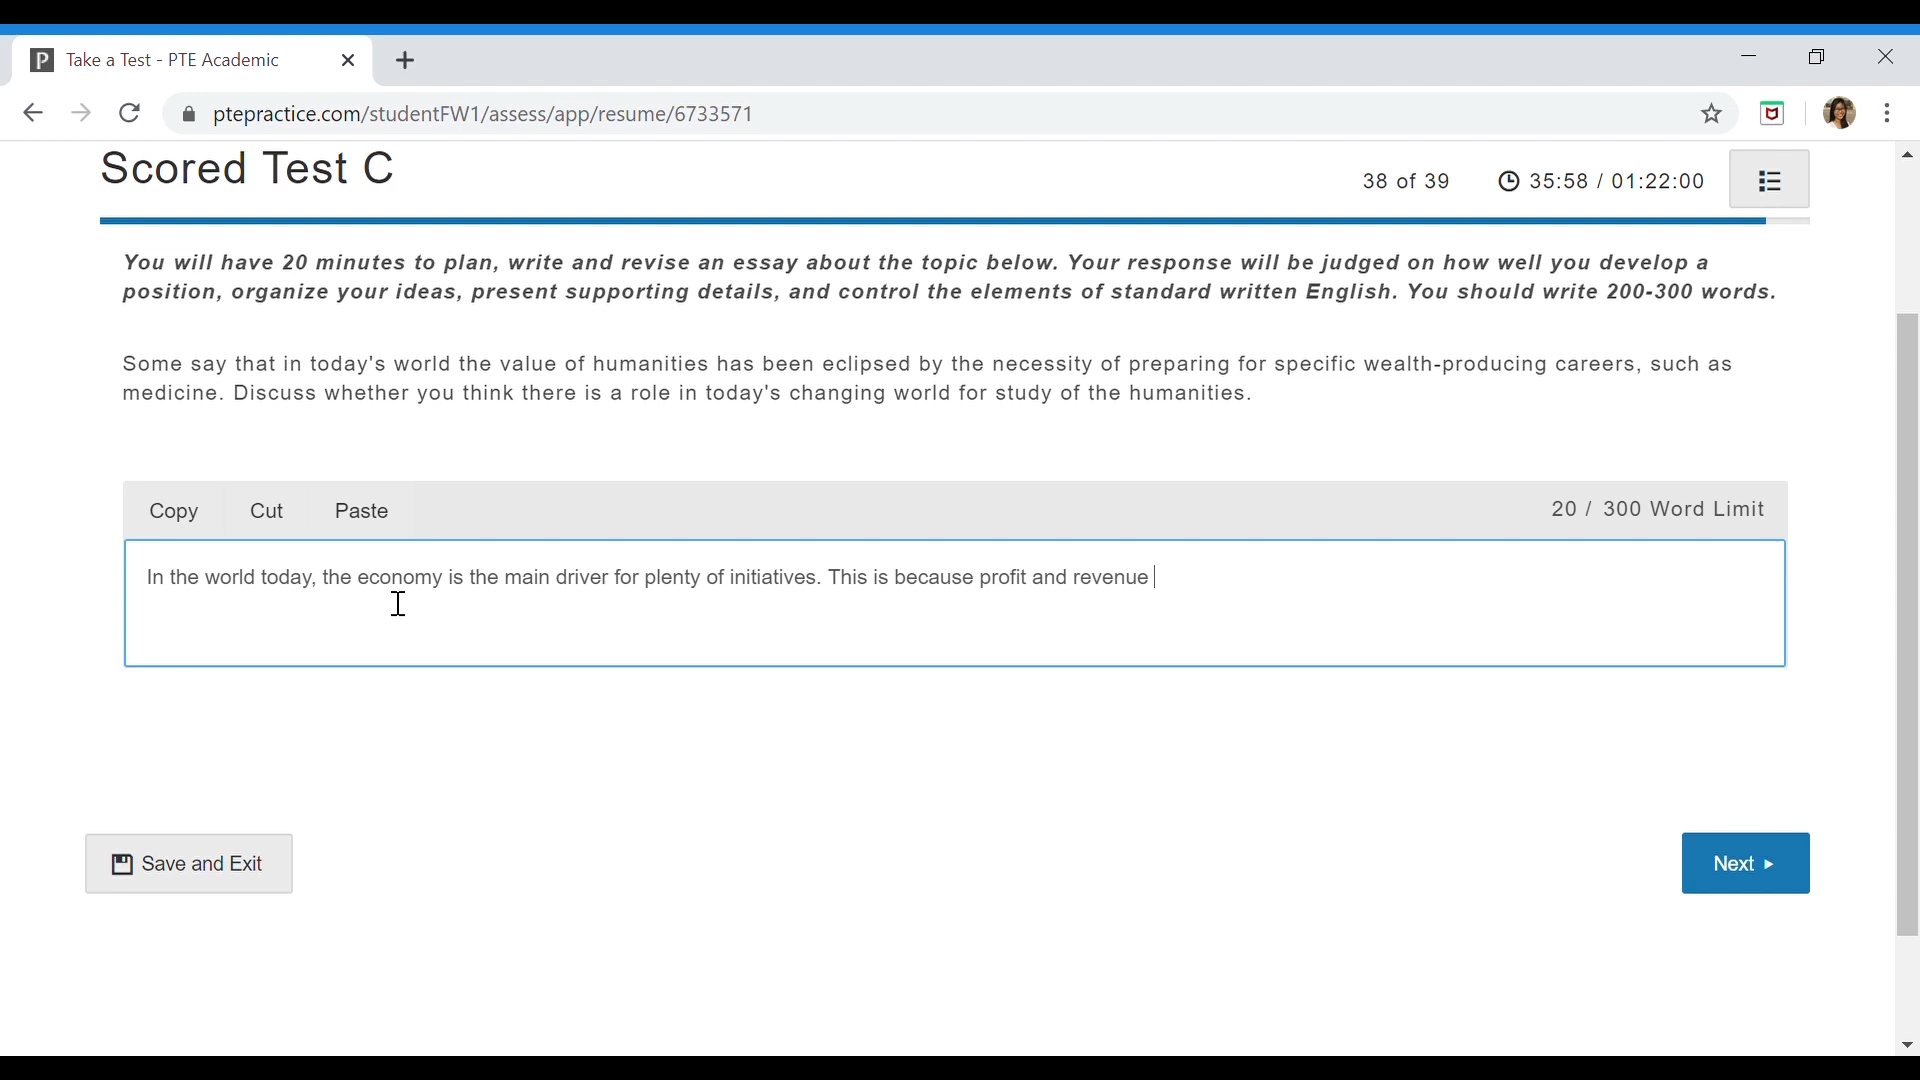 Take a Test - PTE Academic
ptepractice.com/studentFW1/assess/app/resume/6733571
Scored Test C
38 of 39
35:58 / 01:22:00
You will have 20 minutes to plan, write and revise an essay about the topic below. Your response will be judged on how well you develop a
position, organize your ideas, present supporting details, and control the elements of standard written English. You should write 200-300 words.
Some say that in today's world the value of humanities has been eclipsed by the necessity of preparing for specific wealth-producing careers, such as
medicine. Discuss whether you think there is a role in today's changing world for study of the humanities.
Copy Cut Paste
20 / 300 Word Limit
In the world today, the economy is the main driver for plenty of initiatives. This is because profit and revenue
Save and Exit
Next